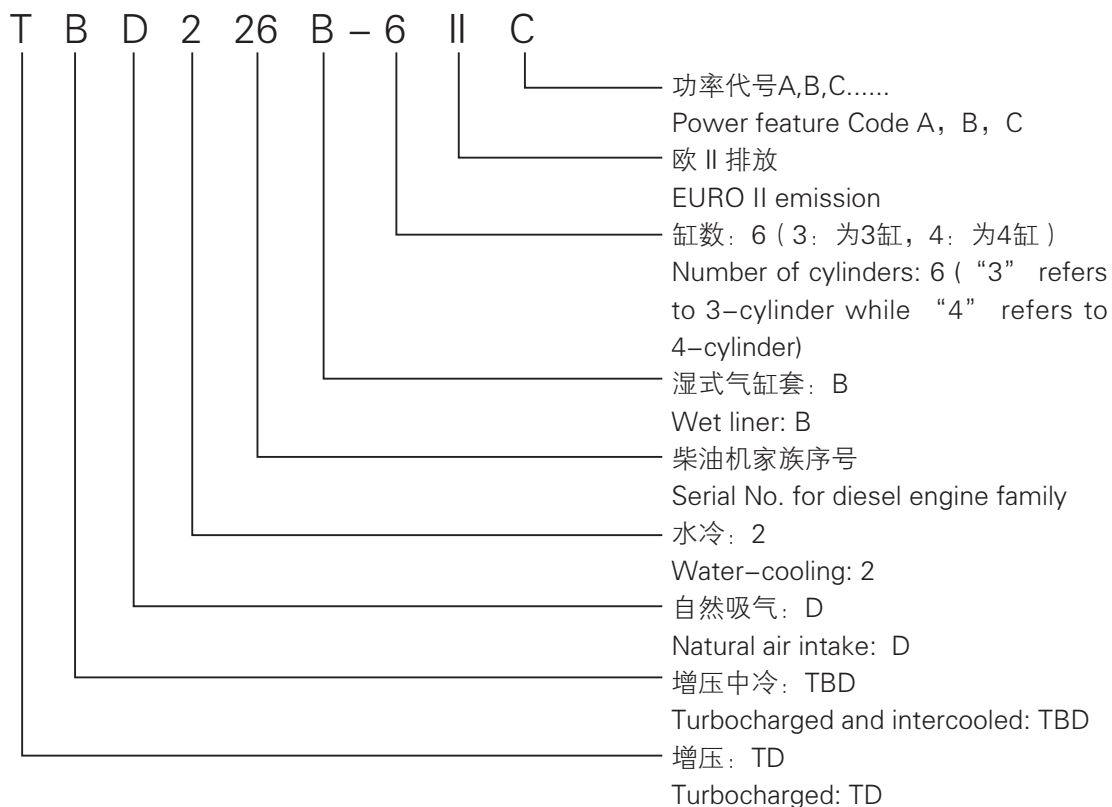 T B D 2 26 B – 6 II C
功率代号A,B,C......
Power feature Code A，B，C
欧 II 排放
EURO II emission
缸数：6（3：为3缸，4：为4缸）
Number of cylinders: 6 (“3” refers
to 3–cylinder while “4” refers to
4–cylinder)
湿式气缸套：B
Wet liner: B
柴油机家族序号
Serial No. for diesel engine family
水冷：2
Water–cooling: 2
自然吸气：D
Natural air intake: D
增压中冷：TBD
Turbocharged and intercooled: TBD
增压：TD
Turbocharged: TD